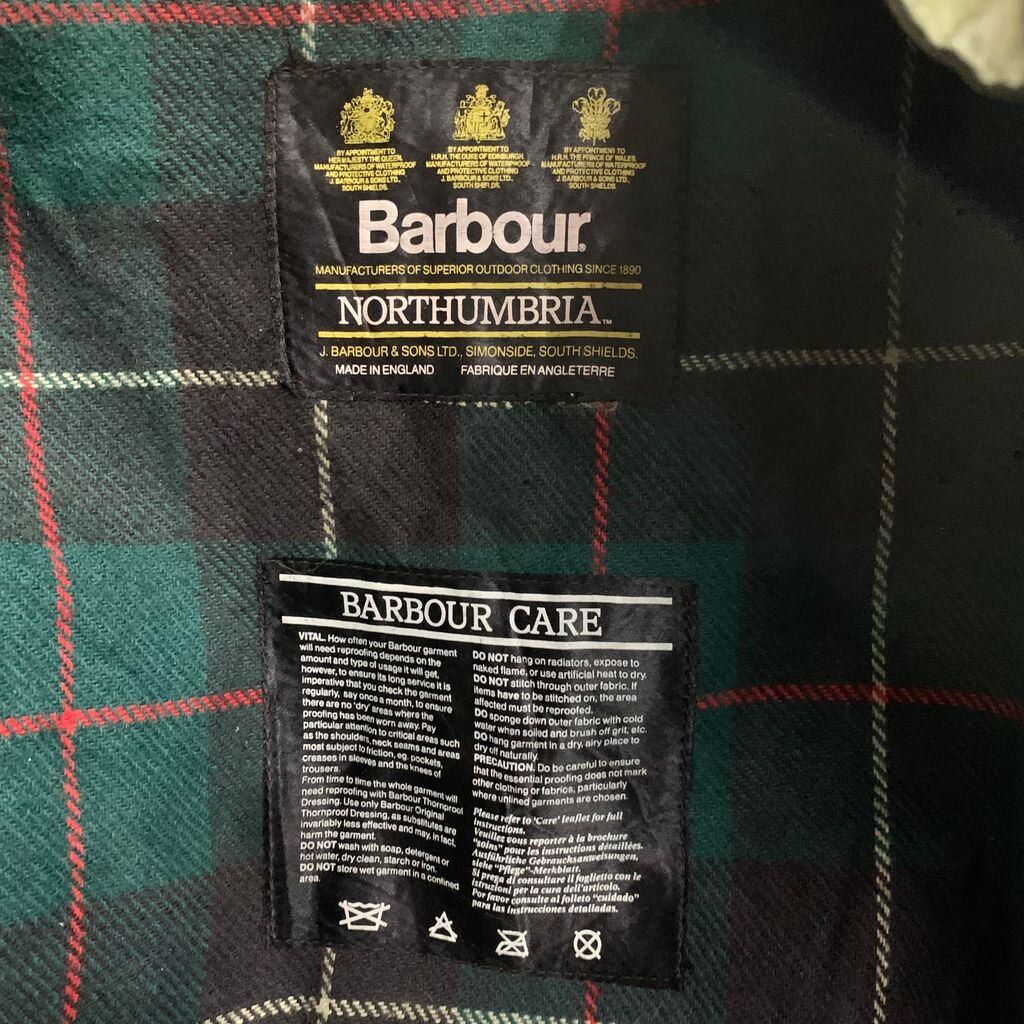 BY APPOINTMENT TO
HER MAJESTY THE QUEEN.
MANUFACTURERS OF WATERPROOF
AND PROTECTIVE CLOTHING
J. BARBOUR & SONS LTD.,
SOUTH SHIELDS.
BY APPOINTMENT TO
H.R.H. THE DUKE OF EDINBURGH.
MANUFACTURERS OF WATERPROOF
AND PROTECTIVE CLOTHING
J. BARBOUR & SONS LTD.,
SOUTH SHIELDS.
BY APPOINTMENT TO
H.R.H. THE PRINCE OF WALES.
MANUFACTURERS OF WATERPROOF
AND PROTECTIVE CLOTHING
J. BARBOUR & SONS LTD.,
SOUTH SHIELDS.
Barbour®
MANUFACTURERS OF SUPERIOR OUTDOOR CLOTHING SINCE 1890
NORTHUMBRIA™
J. BARBOUR & SONS LTD., SIMONSIDE, SOUTH SHIELDS.
MADE IN ENGLAND FABRIQUE EN ANGLETERRE
BARBOUR CARE
VITAL. How often your Barbour garment
will need reproofing depends on the
amount and type of usage it will get,
however, to ensure its long service it is
imperative that you check the garment
regularly, say once a month, to ensure
there are no 'dry' areas where the
proofing has been worn away. Pay
particular attention to critical areas such
as the shoulders, neck seams and areas
most subject to friction, eg. pockets,
creases in sleeves and the knees of
trousers.
From time to time the whole garment will
need reproofing with Barbour Thornproof
Dressing. Use only Barbour Original
Thornproof Dressing, as substitutes are
invariably less effective and may, in fact,
harm the garment.
DO NOT wash with soap, detergent or
hot water, dry clean, starch or iron.
DO NOT store wet garment in a confined
area.
DO NOT hang on radiators, expose to
naked flame, or use artificial heat to dry.
DO NOT stitch through outer fabric. If
items have to be stitched on, the area
affected must be reproofed.
DO sponge down outer fabric with cold
water when soiled and brush off grit, etc.
DO hang garment in a dry, airy place to
dry off naturally.
PRECAUTION. Do be careful to ensure
that the essential proofing does not mark
other clothing or fabrics, particularly
where unlined garments are chosen.
Please refer to 'Care' leaflet for full
instructions.
Veuillez vous reporter à la brochure
"soins" pour les instructions détaillées.
Ausführliche Gebrauchsanweisungen,
siehe "Pflege"-Merkblatt.
Si prega di consultare il foglietto con le
istruzioni per la cura dell'articolo.
Por favor consulte al folleto "cuidado"
para las instrucciones detalladas.